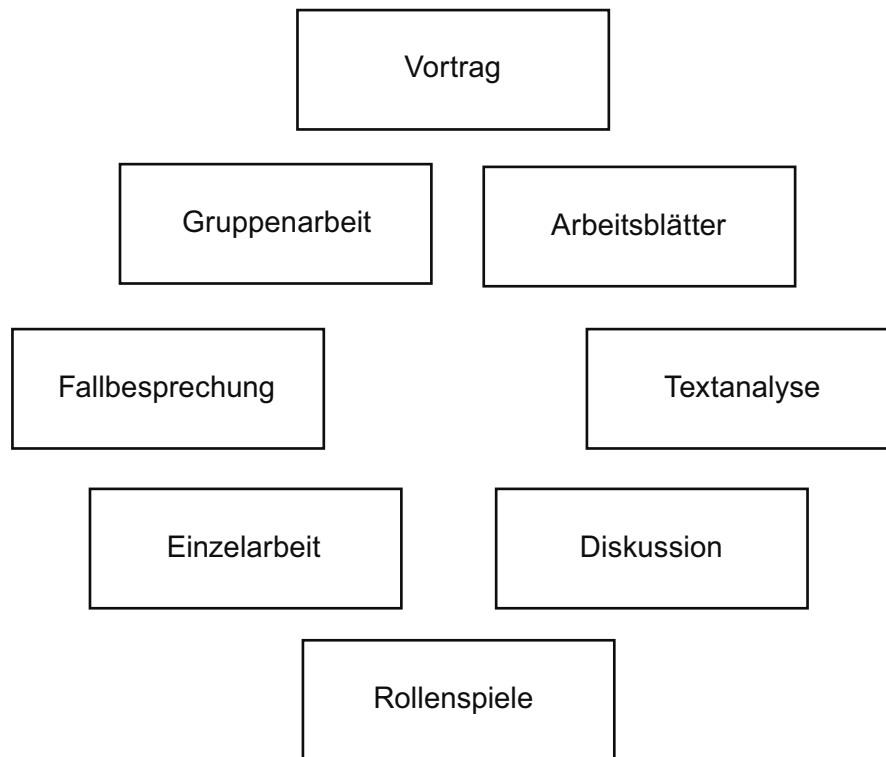 Vortrag
Gruppenarbeit
Arbeitsblätter
Fallbesprechung
Textanalyse
Einzelarbeit
Diskussion
Rollenspiele